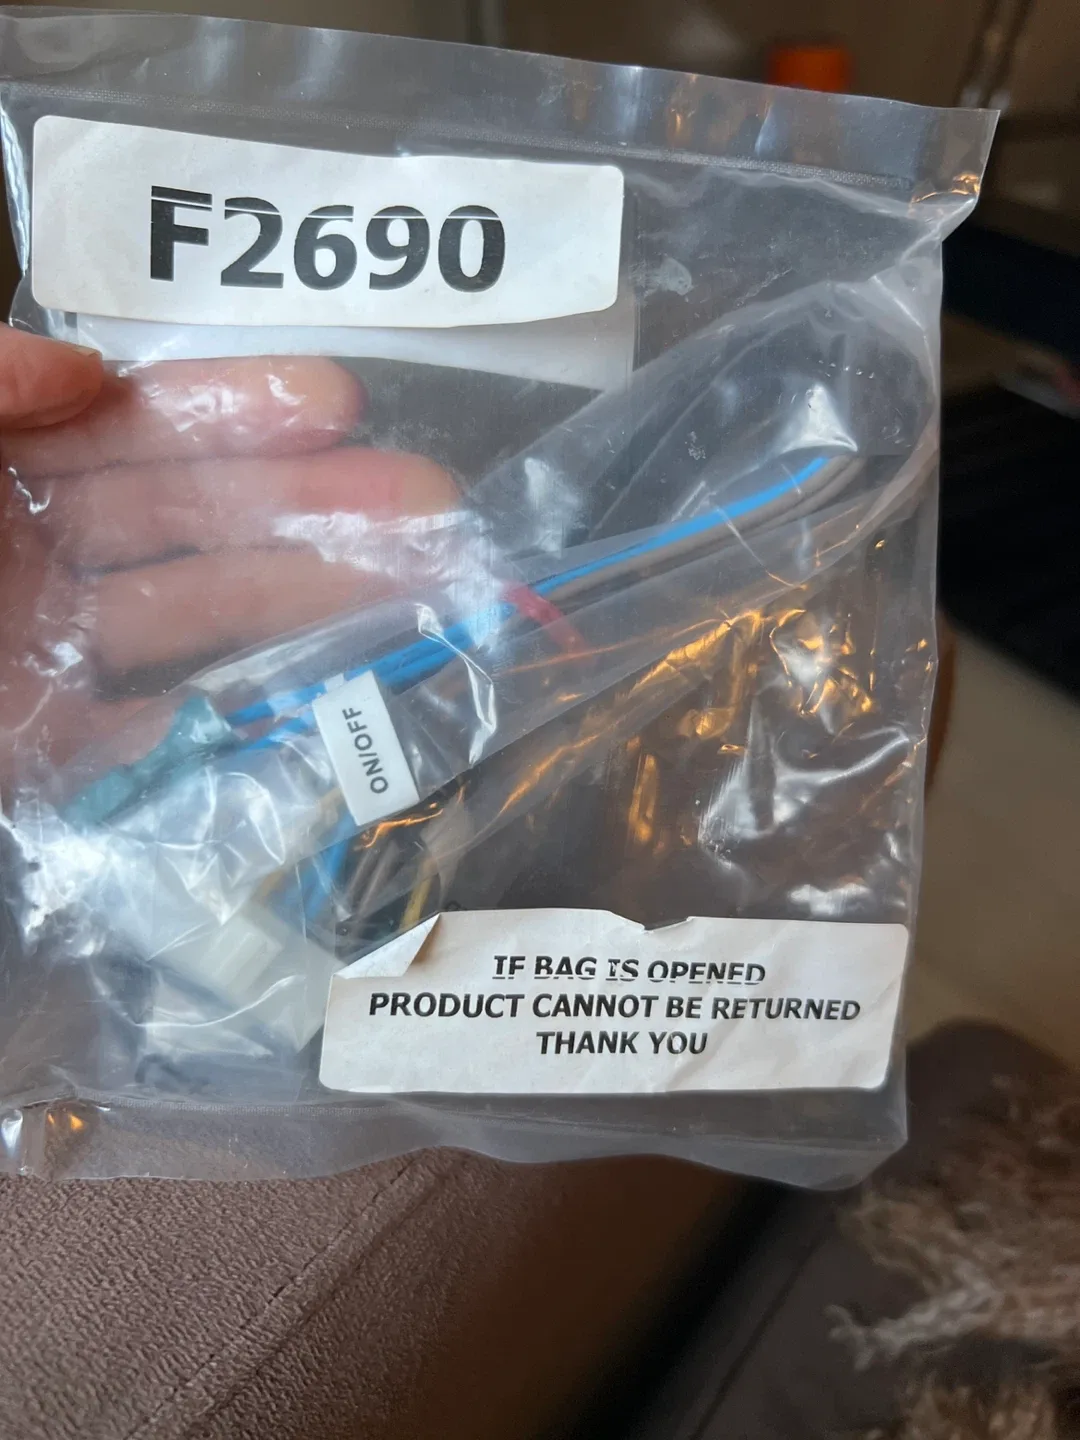 F2690
ON/OFF
IF BAG IS OPENED
PRODUCT CANNOT BE RETURNED
THANK YOU